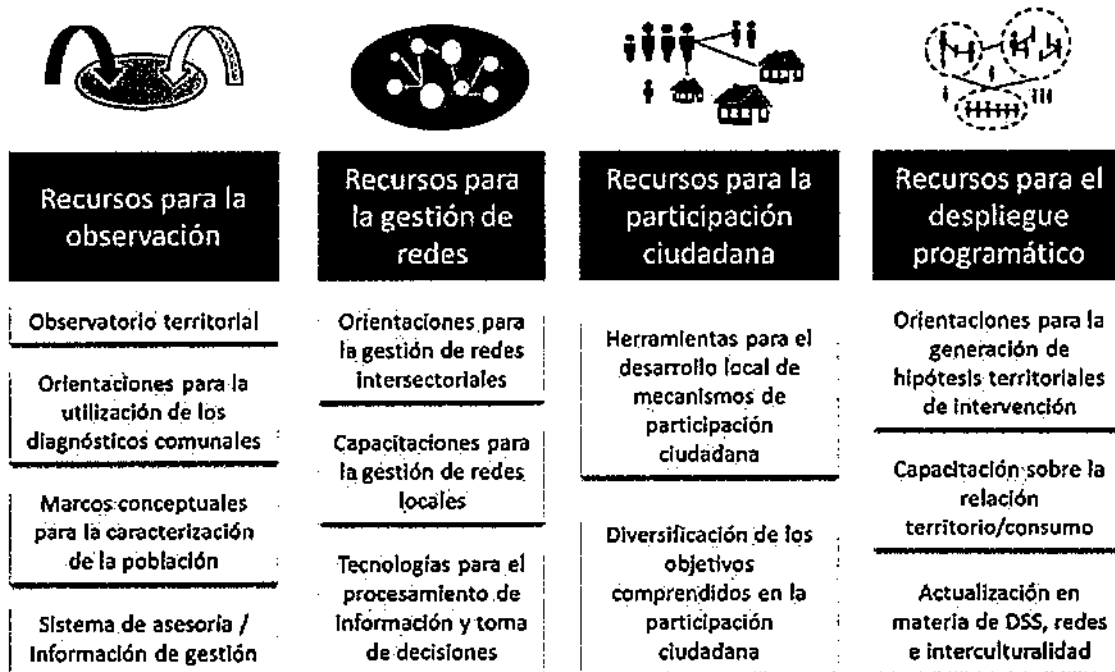 Recursos para la
observación
Observatorio territorial
Orientaciones para la
utilización de los
diagnósticos comunales
Marcos conceptuales
para la caracterización
de la población
Sistema de asesoría /
Información de gestión
Recursos para
la gestión de
redes
Orientaciones para
la gestión de redes
intersectoriales
Capacitaciones para
la gestión de redes
locales
Tecnologías para el
procesamiento de
información y toma
de decisiones
Recursos para la
participación
ciudadana
Herramientas para el
desarrollo local de
mecanismos de
participación
ciudadana
Diversificación de los
objetivos
comprendidos en la
participación
ciudadana
Recursos para el
despliegue
programático
Orientaciones para la
generación de
hipótesis territoriales
de intervención
Capacitación sobre la
relación
territorio/consumo
Actualización en
materia de DSS, redes
e interculturalidad